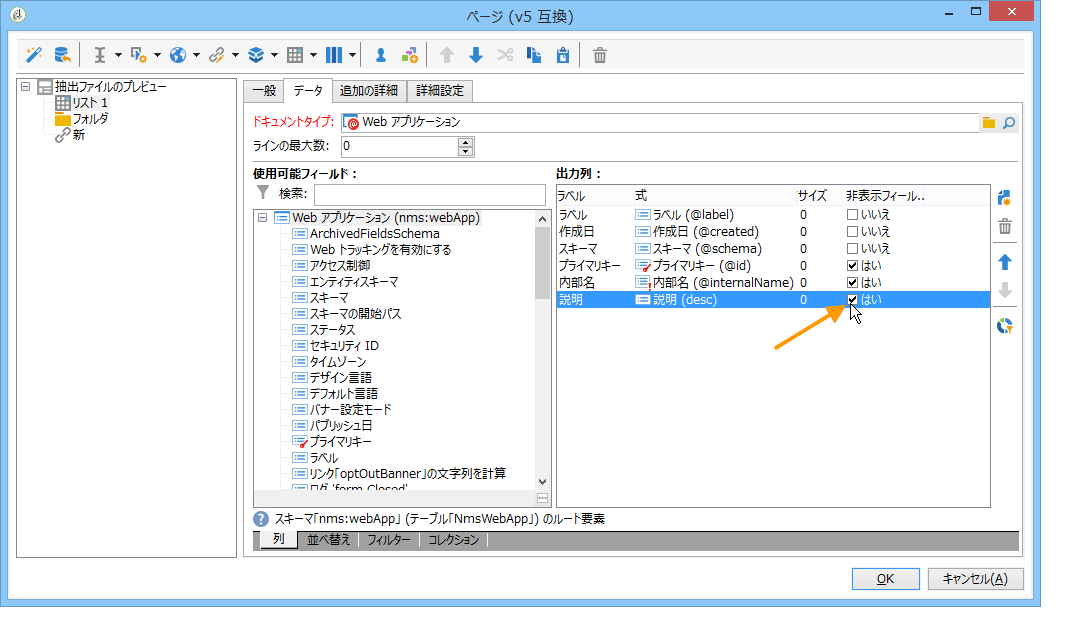 ページ (v5 互換)
抽出ファイルのプレビュー
リスト 1
フォルダ
新
一般 データ 追加の詳細 詳細設定
ドキュメントタイプ: Web アプリケーション
ラインの最大数: 0
使用可能フィールド：
検索:
Web アプリケーション (nms:webApp)
ArchivedFieldsSchema
Web トラッキングを有効にする
アクセス制御
エンティティスキーマ
スキーマ
スキーマの開始パス
ステータス
セキュリティ ID
タイムゾーン
デザイン言語
デフォルト言語
バナー設定モード
パブリッシュ日
プライマリキー
ラベル
リンク「optOutBanner」の文字列を計算
ログ 'form Closed'
出力列：
ラベル 式 サイズ 非表示フィール..
ラベル ラベル (@label) 0 いいえ
作成日 作成日 (@created) 0 いいえ
スキーマ スキーマ (@schema) 0 いいえ
プライマリキー プライマリキー (@id) 0 はい
内部名 内部名 (@internalName) 0 はい
説明 説明 (desc) 0 はい
スキーマ「nms:webApp」 (テーブル「NmsWebApp」) のルート要素
列 並べ替え フィルター コレクション
OK キャンセル(A)